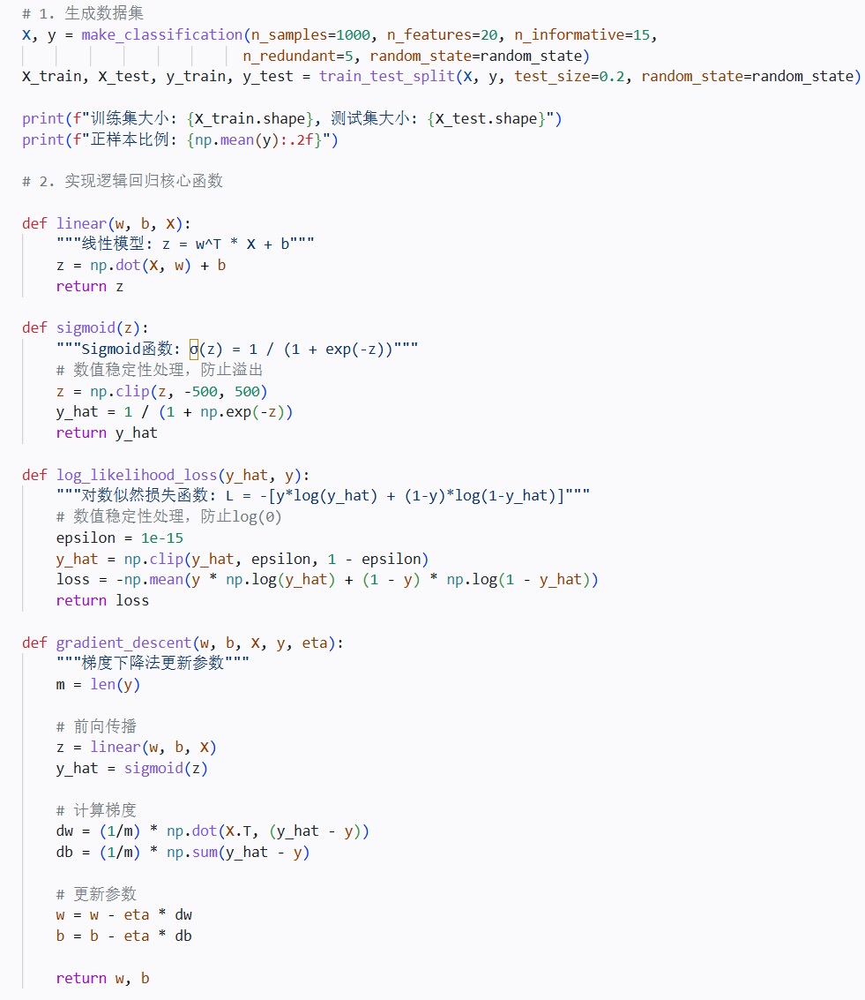 # 1. 生成数据集
X, y = make_classification(n_samples=1000, n_features=20, n_informative=15,
                          n_redundant=5, random_state=random_state)
X_train, X_test, y_train, y_test = train_test_split(X, y, test_size=0.2, random_state=random_state)

print(f"训练集大小: {X_train.shape}, 测试集大小: {X_test.shape}")
print(f"正样本比例: {np.mean(y):.2f}")

# 2. 实现逻辑回归核心函数

def linear(w, b, X):
    """线性模型: z = w^T * X + b"""
    z = np.dot(X, w) + b
    return z

def sigmoid(z):
    """Sigmoid函数: σ(z) = 1 / (1 + exp(-z))"""
    # 数值稳定性处理，防止溢出
    z = np.clip(z, -500, 500)
    y_hat = 1 / (1 + np.exp(-z))
    return y_hat

def log_likelihood_loss(y_hat, y):
    """对数似然损失函数: L = -[y*log(y_hat) + (1-y)*log(1-y_hat)]"""
    # 数值稳定性处理，防止log(0)
    epsilon = 1e-15
    y_hat = np.clip(y_hat, epsilon, 1 - epsilon)
    loss = -np.mean(y * np.log(y_hat) + (1 - y) * np.log(1 - y_hat))
    return loss

def gradient_descent(w, b, X, y, eta):
    """梯度下降法更新参数"""
    m = len(y)

    # 前向传播
    z = linear(w, b, X)
    y_hat = sigmoid(z)

    # 计算梯度
    dw = (1/m) * np.dot(X.T, (y_hat - y))
    db = (1/m) * np.sum(y_hat - y)

    # 更新参数
    w = w - eta * dw
    b = b - eta * db

    return w, b